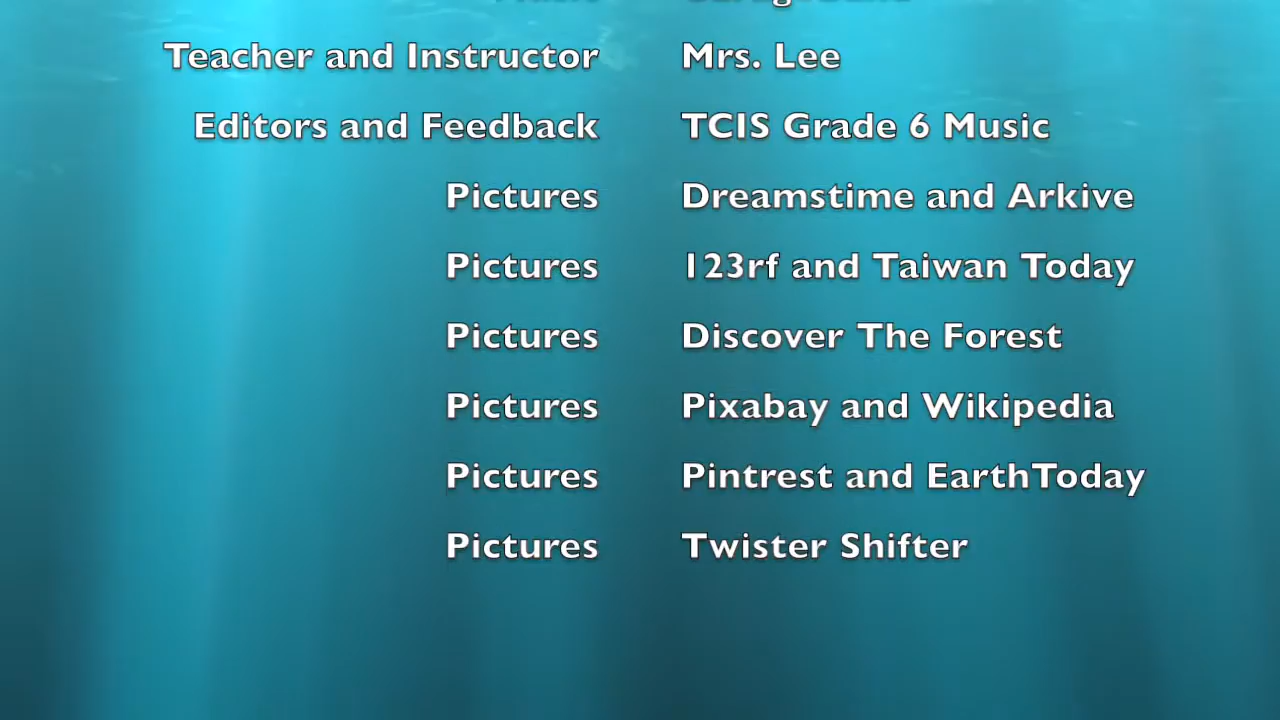 Teacher and Instructor Mrs. Lee
Editors and Feedback TCIS Grade 6 Music
Pictures Dreamstime and Arkive
Pictures 123rf and Taiwan Today
Pictures Discover The Forest
Pictures Pixabay and Wikipedia
Pictures Pintrest and EarthToday
Pictures Twister Shifter